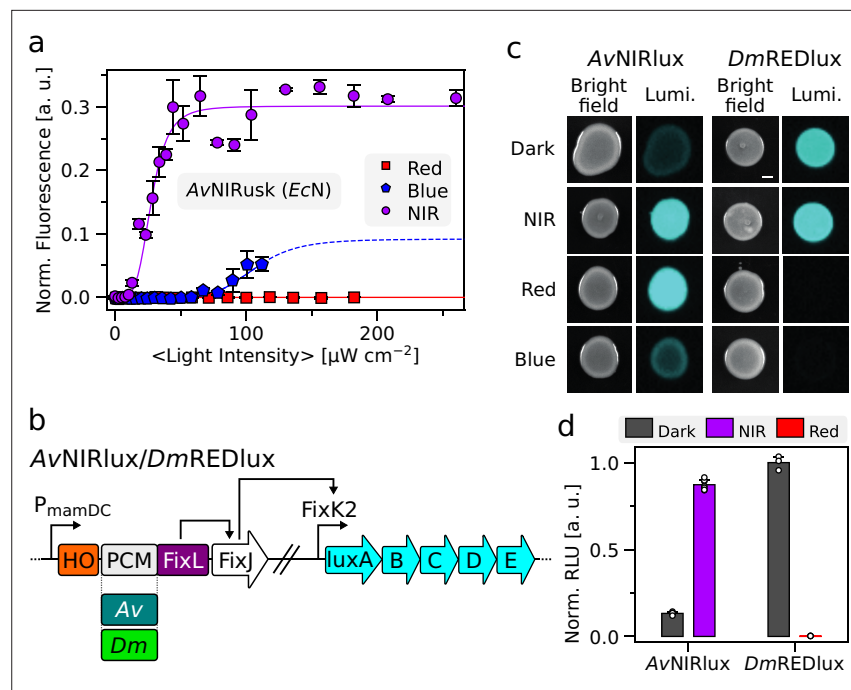 a
Norm. Fluorescence [a. u.]
0.3
0.1
0.0
0
100
200
<Light Intensity> [µW cm⁻²]
AvNIRusk (EcN)
Red
Blue
NIR
b
AvNIRlux/DmREDlux
PmamDC
FixK2
HO
PCM
FixL
FixJ
luxA
B
C
D
E
Av
Dm
c
AvNIRlux DmREDlux
Bright field
Lumi.
Bright field
Lumi.
Dark
NIR
Red
Blue
d
Dark
NIR
Red
Norm. RLU [a. u.]
1.0
0.5
0.0
AvNIRlux DmREDlux